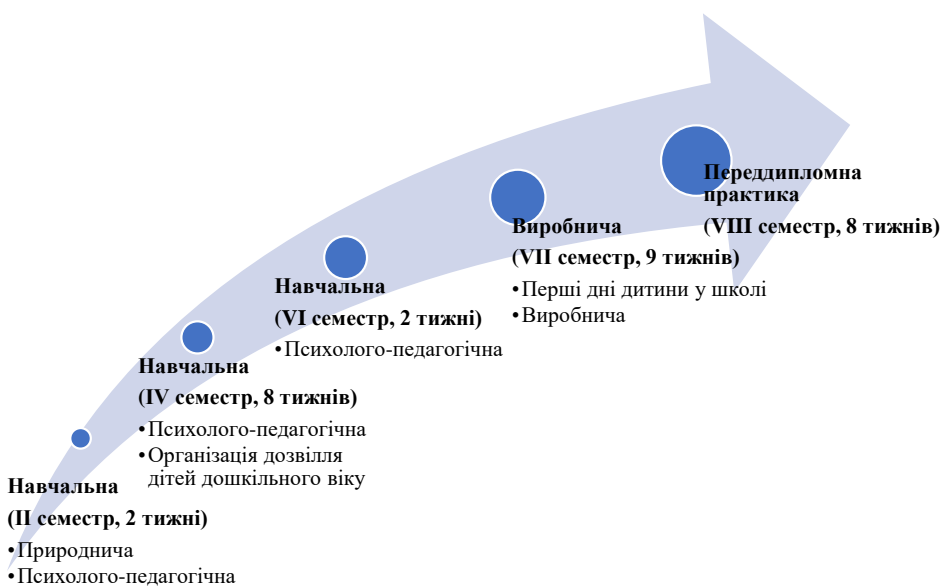 Навчальна
(ІІ семестр, 2 тижні)
•Природнича
•Психолого-педагогічна
Навчальна
(IV семестр, 8 тижнів)
•Психолого-педагогічна
•Організація дозвілля
дітей дошкільного віку
Навчальна
(VI семестр, 2 тижні)
•Психолого-педагогічна
Виробнича
(VII семестр, 9 тижнів)
•Перші дні дитини у школі
•Виробнича
Переддипломна
практика
(VIII семестр, 8 тижнів)